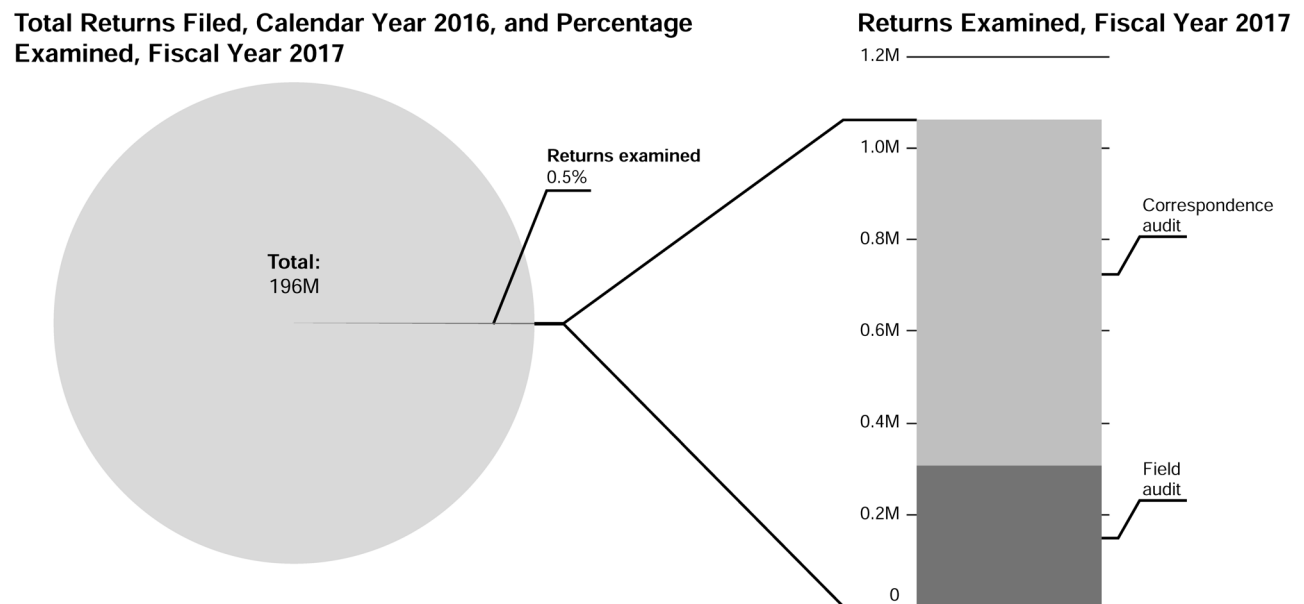 Total Returns Filed, Calendar Year 2016, and Percentage
Examined, Fiscal Year 2017
Total:
196M
Returns examined
0.5%
Returns Examined, Fiscal Year 2017
1.2M
1.0M
0.8M
0.6M
0.4M
0.2M
0
Correspondence
audit
Field
audit